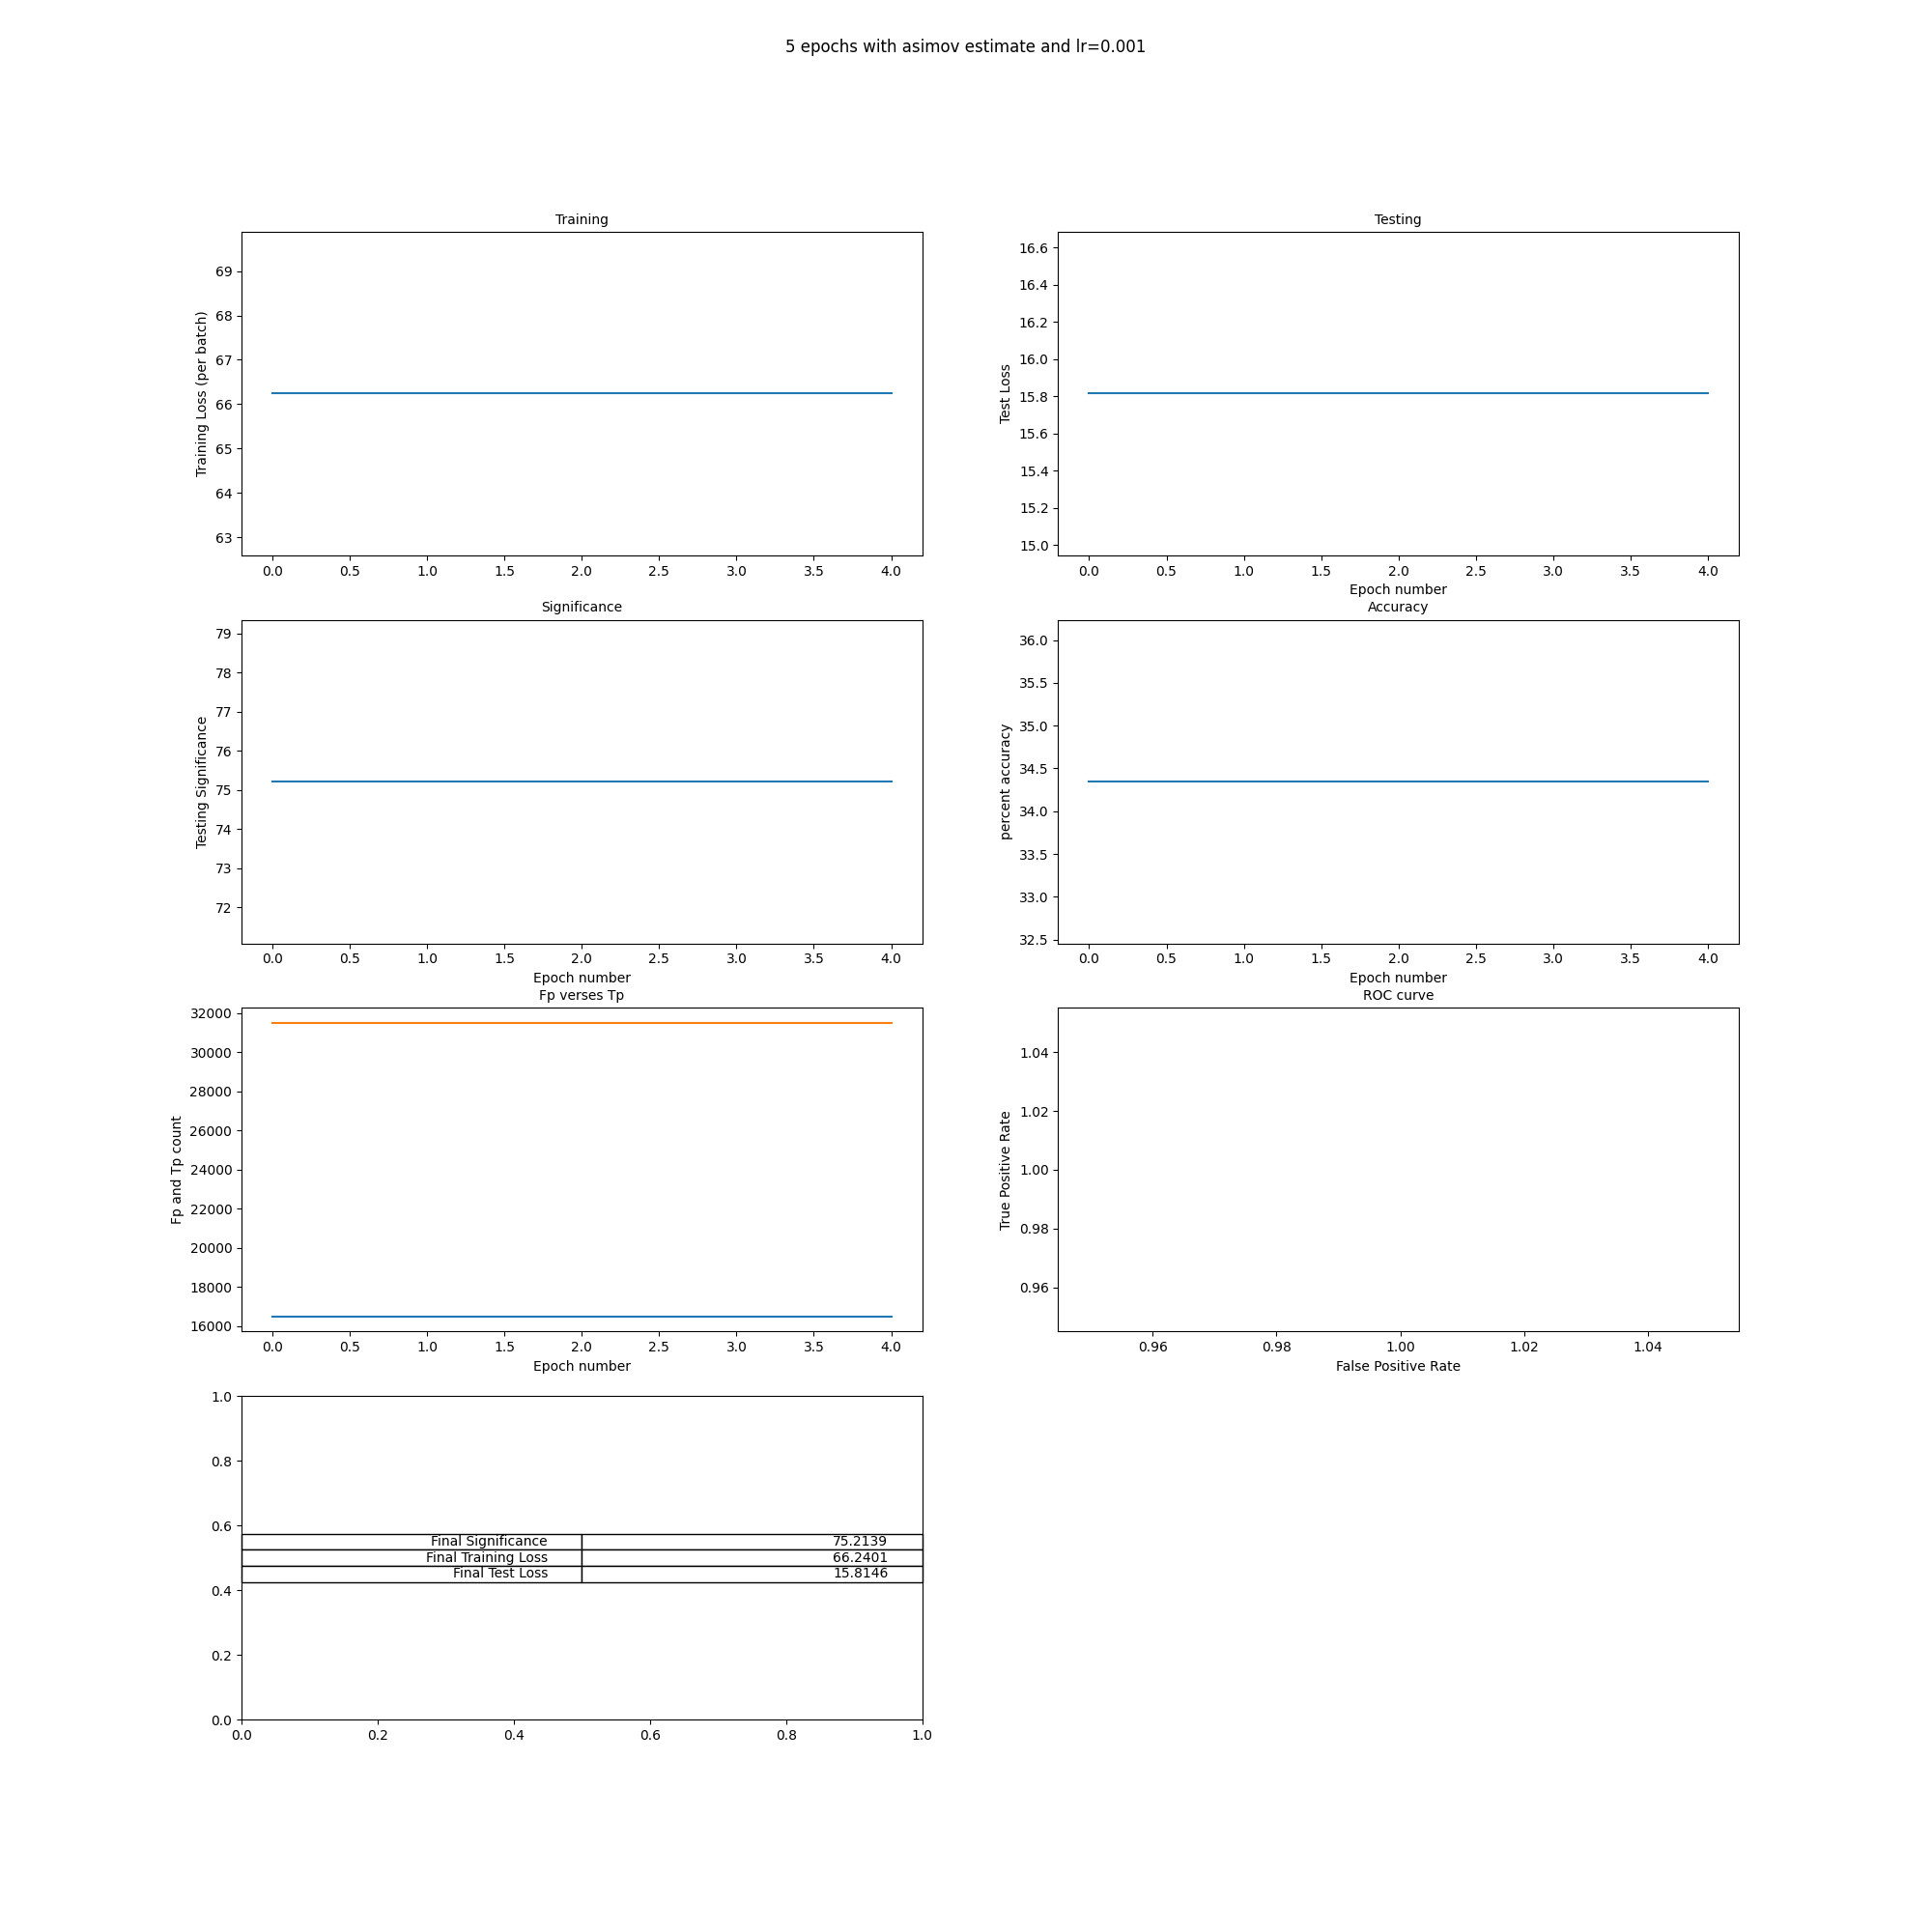 5 epochs with asimov estimate and lr=0.001
Training
Training Loss (per batch)
69
68
67
66
65
64
63
0.0 0.5 1.0 1.5 2.0 2.5 3.0 3.5 4.0
Testing
Test Loss
16.6
16.4
16.2
16.0
15.8
15.6
15.4
15.2
15.0
0.0 0.5 1.0 1.5 2.0 2.5 3.0 3.5 4.0
Epoch number
Significance
Testing Significance
79
78
77
76
75
74
73
72
0.0 0.5 1.0 1.5 2.0 2.5 3.0 3.5 4.0
Epoch number
Accuracy
percent accuracy
36.0
35.5
35.0
34.5
34.0
33.5
33.0
32.5
0.0 0.5 1.0 1.5 2.0 2.5 3.0 3.5 4.0
Epoch number
Fp verses Tp
Fp and Tp count
32000
30000
28000
26000
24000
22000
20000
18000
16000
0.0 0.5 1.0 1.5 2.0 2.5 3.0 3.5 4.0
Epoch number
ROC curve
True Positive Rate
1.04
1.02
1.00
0.98
0.96
0.96 0.98 1.00 1.02 1.04
False Positive Rate
1.0
0.8
0.6
Final Significance 75.2139
Final Training Loss 66.2401
Final Test Loss 15.8146
0.4
0.2
0.0
0.0 0.2 0.4 0.6 0.8 1.0